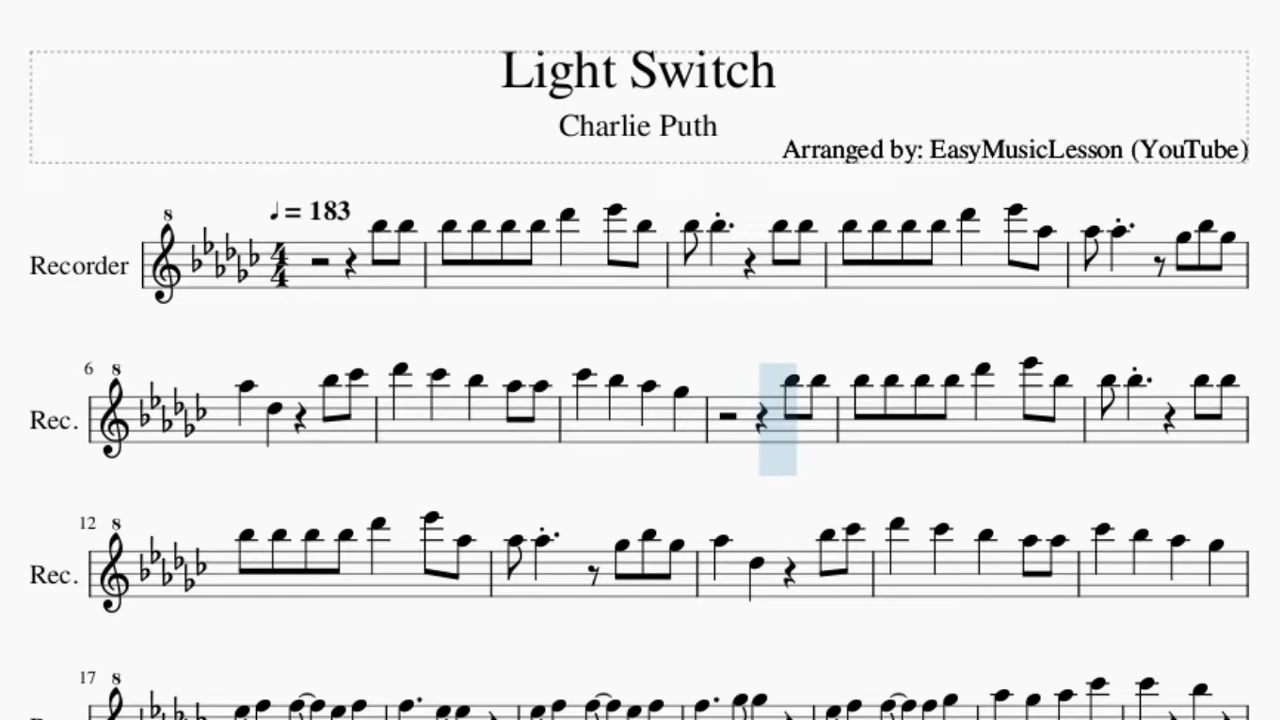 Light Switch
Charlie Puth
Arranged by: EasyMusicLesson (YouTube)
= 183
8
Recorder
4
4
6
8
Rec.
12
8
Rec.
17
8